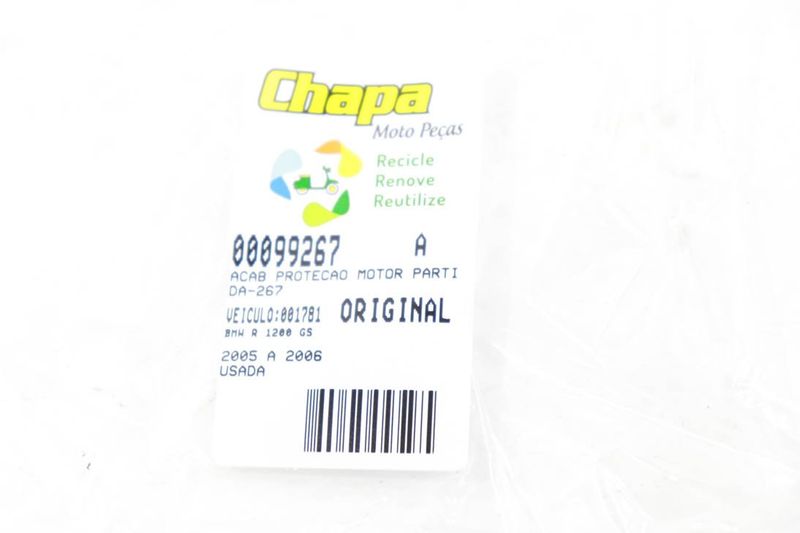 Chapa
Moto Peças
Recicle
Renove
Reutilize
00099267 A
ACAB PROTECAO MOTOR PARTI
DA-267
VEICULO:001781 ORIGINAL
BMW R 1200 GS
2005 A 2006
USADA